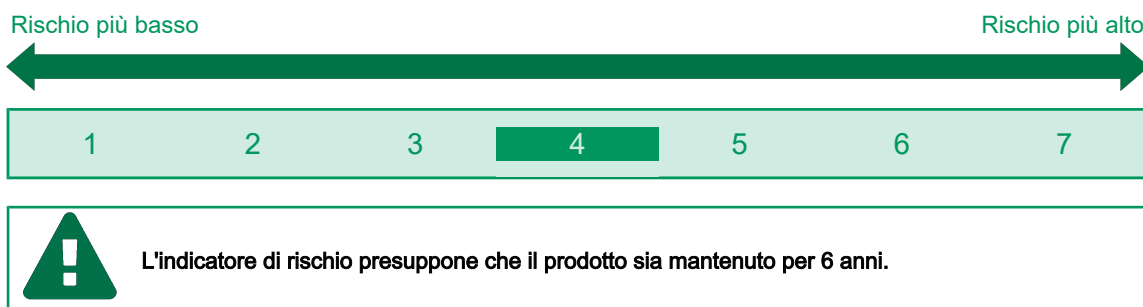 Rischio più basso Rischio più alto
1 2 3 4 5 6 7
L'indicatore di rischio presuppone che il prodotto sia mantenuto per 6 anni.